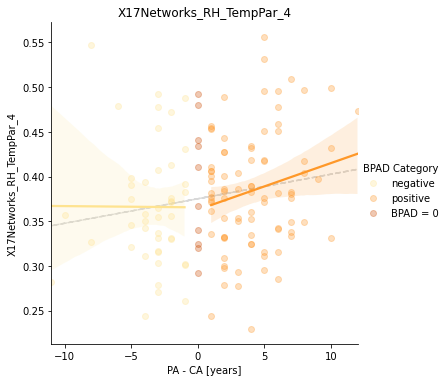 X17Networks_RH_TempPar_4
0.55
0.50
0.45
0.40
0.35
0.30
0.25
X17Networks_RH_TempPar_4
−10
−5
0
5
10
PA - CA [years]
BPAD Category
negative
positive
BPAD = 0